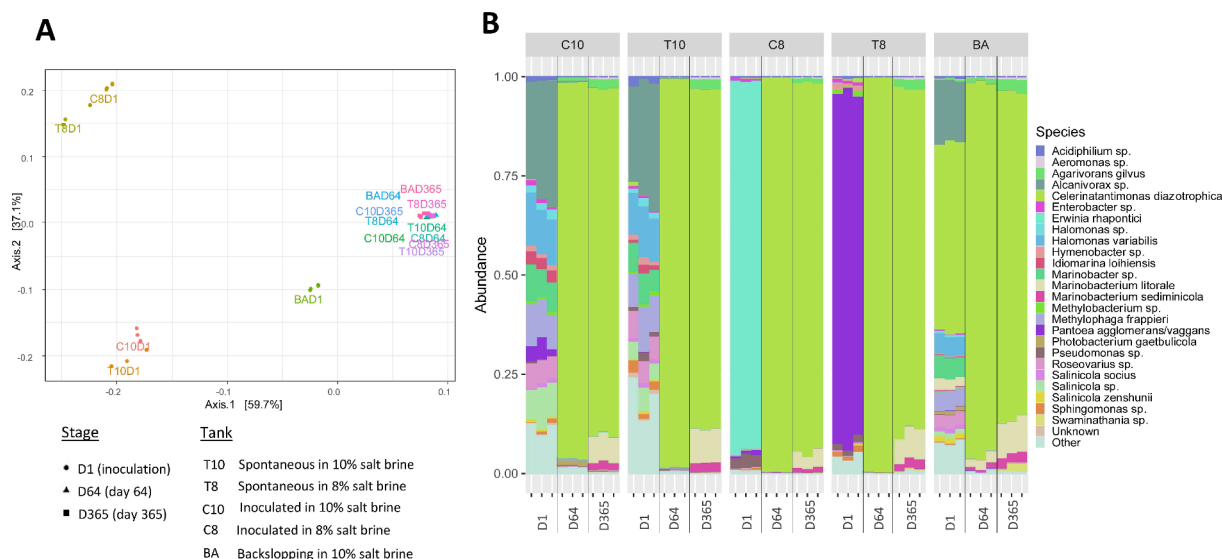 A
0.2
0.1
0.0
-0.1
-0.2
Axis.2 [37.1%]
C8D1
T8D1
BAD365
BAD64
T8D365
C10D365
T8D64
T10D64
C10D64
C8D64
C8D365
T10D365
BAD1
C10D1
T10D1
-0.2
-0.1
0.0
0.1
Axis.1 [59.7%]
Stage
D1 (inoculation)
D64 (day 64)
D365 (day 365)
Tank
T10 Spontaneous in 10% salt brine
T8 Spontaneous in 8% salt brine
C10 Inoculated in 10% salt brine
C8 Inoculated in 8% salt brine
BA Backslopping in 10% salt brine
B
C10
T10
C8
T8
BA
1.00
0.75
0.50
0.25
0.00
Abundance
D1
D64
D365
D1
D64
D365
D1
D64
D365
D1
D64
D365
D1
D64
D365
Species
Acidiphilium sp.
Aeromonas sp.
Agarivorans gilvus
Alcanivorax sp.
Celerinatantimonas diazotrophica
Enterobacter sp.
Erwinia rhapontici
Halomonas sp.
Halomonas variabilis
Hymenobacter sp.
Idiomarina loihiensis
Marinobacter sp.
Marinobacterium litorale
Marinobacterium sediminicola
Methylobacterium sp.
Methylophaga frappieri
Pantoea agglomerans/vaggans
Photobacterium gaetbulicola
Pseudomonas sp.
Roseovarius sp.
Salinicola socius
Salinicola sp.
Salinicola zenshunii
Sphingomonas sp.
Swaminathania sp.
Unknown
Other